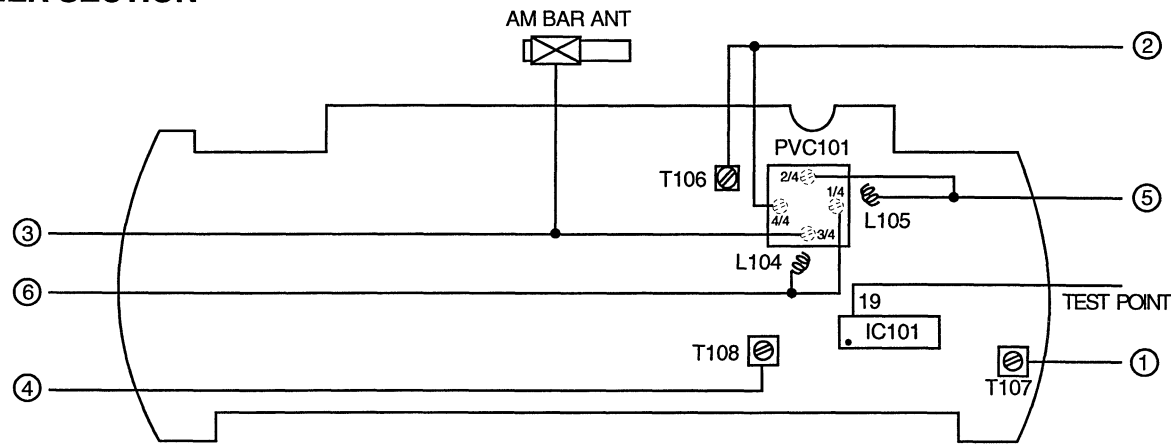 AM BAR ANT
②
PVC101
T106
2/4
1/4
⑤
4/4
L105
③
3/4
L104
⑥
19
TEST POINT
IC101
T108
①
T107
④